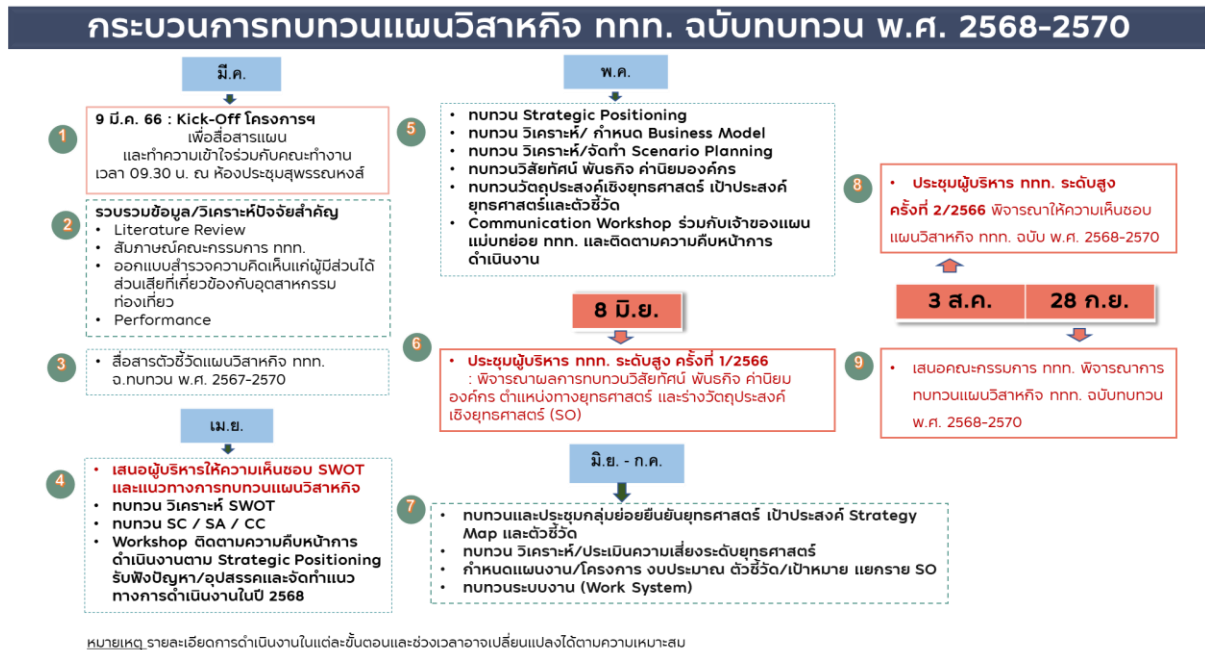 กระบวนการทบทวนแผนวิสาหกิจ ททท. ฉบับทบทวน พ.ศ. 2568-2570
มี.ค.
1
9 มี.ค. 66 : Kick-Off โครงการฯ
เพื่อสื่อสารแผน
และทำความเข้าใจร่วมกับคณะทำงาน
เวลา 09.30 น. ณ ห้องประชุมสุพรรณหงส์
2
รวบรวมข้อมูล/วิเคราะห์ปัจจัยสำคัญ
• Literature Review
• สัมภาษณ์คณะกรรมการ ททท.
• ออกแบบสำรวจความคิดเห็นแก่ผู้มีส่วนได้
ส่วนเสียที่เกี่ยวข้องกับอุตสาหกรรม
ท่องเที่ยว
• Performance
3
• สื่อสารตัวชี้วัดแผนวิสาหกิจ ททท.
ฉ.ทบทวน พ.ศ. 2567-2570
เม.ย.
4
• เสนอผู้บริหารให้ความเห็นชอบ SWOT
และแนวทางการทบทวนแผนวิสาหกิจ
• ทบทวน วิเคราะห์ SWOT
• ทบทวน SC / SA / CC
• Workshop ติดตามความคืบหน้าการ
ดำเนินงานตาม Strategic Positioning
รับฟังปัญหา/อุปสรรคและจัดทำแนว
ทางการดำเนินงานในปี 2568
พ.ค.
5
• ทบทวน Strategic Positioning
• ทบทวน วิเคราะห์/ กำหนด Business Model
• ทบทวน วิเคราะห์/จัดทำ Scenario Planning
• ทบทวนวิสัยทัศน์ พันธกิจ ค่านิยมองค์กร
• ทบทวนวัตถุประสงค์เชิงยุทธศาสตร์ เป้าประสงค์
ยุทธศาสตร์และตัวชี้วัด
• Communication Workshop ร่วมกับเจ้าของแผน
แม่บทย่อย ททท. และติดตามความคืบหน้าการ
ดำเนินงาน
8 มิ.ย.
6
• ประชุมผู้บริหาร ททท. ระดับสูง ครั้งที่ 1/2566
: พิจารณาผลการทบทวนวิสัยทัศน์ พันธกิจ ค่านิยม
องค์กร ตำแหน่งทางยุทธศาสตร์ และร่างวัตถุประสงค์
เชิงยุทธศาสตร์ (SO)
มิ.ย. - ก.ค.
7
• ทบทวนและประชุมกลุ่มย่อยยืนยันยุทธศาสตร์ เป้าประสงค์ Strategy
Map และตัวชี้วัด
• ทบทวน วิเคราะห์/ประเมินความเสี่ยงระดับยุทธศาสตร์
• กำหนดแผนงาน/โครงการ งบประมาณ ตัวชี้วัด/เป้าหมาย แยกราย SO
• ทบทวนระบบงาน (Work System)
8
• ประชุมผู้บริหาร ททท. ระดับสูง
ครั้งที่ 2/2566 พิจารณาให้ความเห็นชอบ
แผนวิสาหกิจ ททท. ฉบับ พ.ศ. 2568-2570
3 ส.ค. 28 ก.ย.
9
• เสนอคณะกรรมการ ททท. พิจารณาการ
ทบทวนแผนวิสาหกิจ ททท. ฉบับทบทวน
พ.ศ. 2568-2570
หมายเหตุ รายละเอียดการดำเนินงานในแต่ละขั้นตอนและช่วงเวลาอาจเปลี่ยนแปลงได้ตามความเหมาะสม